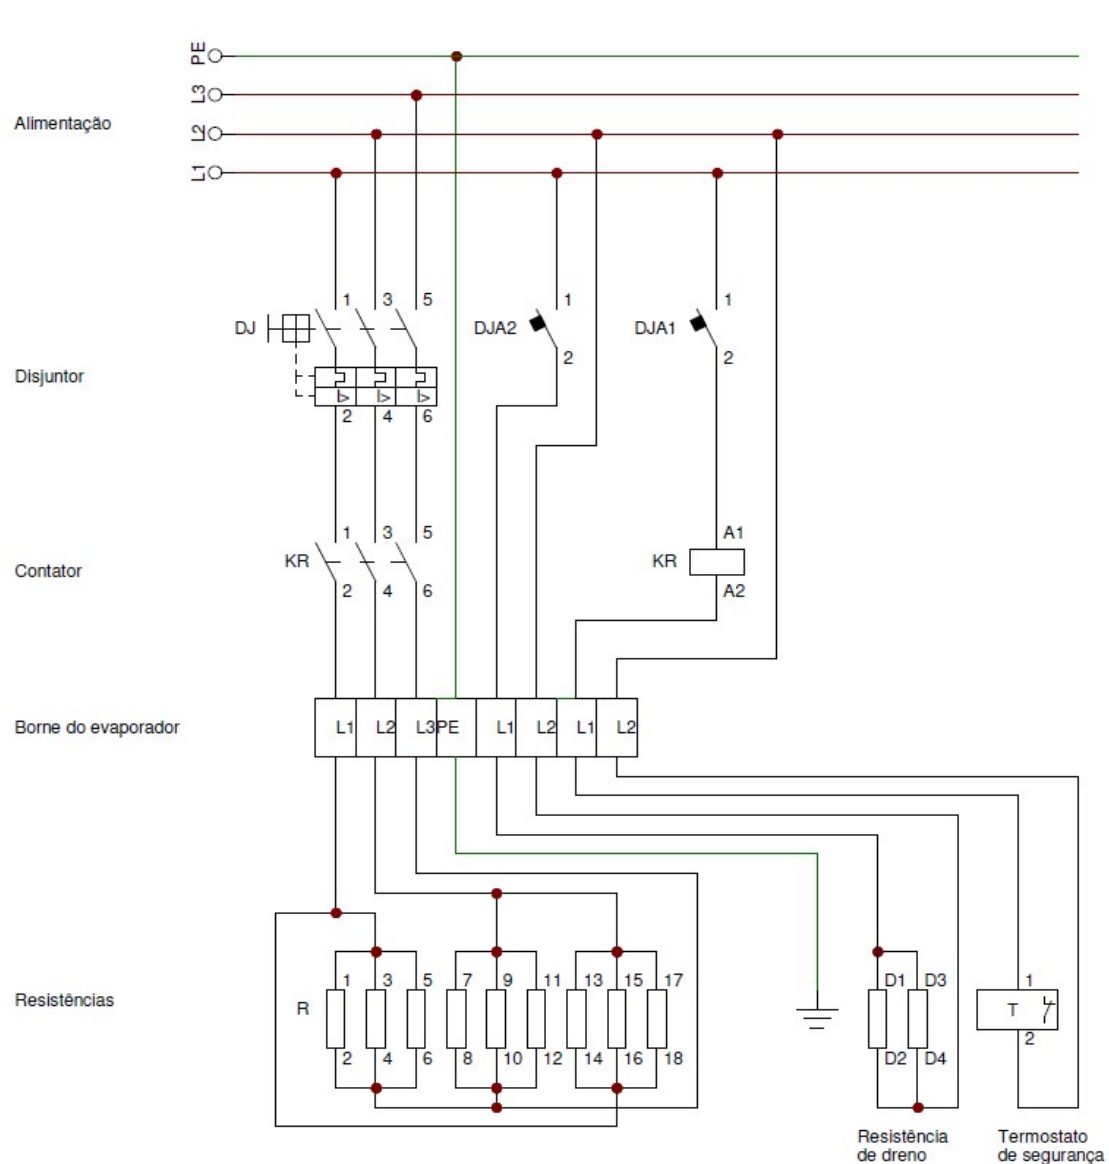 PE
L3
Alimentação
L2
L1
1 3 5 1 1
DJ DJA2 DJA1
2 2
Disjuntor
I> I> I>
2 4 6
1 3 5 A1
KR KR
Contator
2 4 6 A2
Borne do evaporador L1 L2 L3 PE L1 L2 L1 L2
1 3 5 7 9 11 13 15 17 D1 D3 1
Resistências R T
2 4 6 8 10 12 14 16 18 D2 D4 2
Resistência
de dreno
Termostato
de segurança